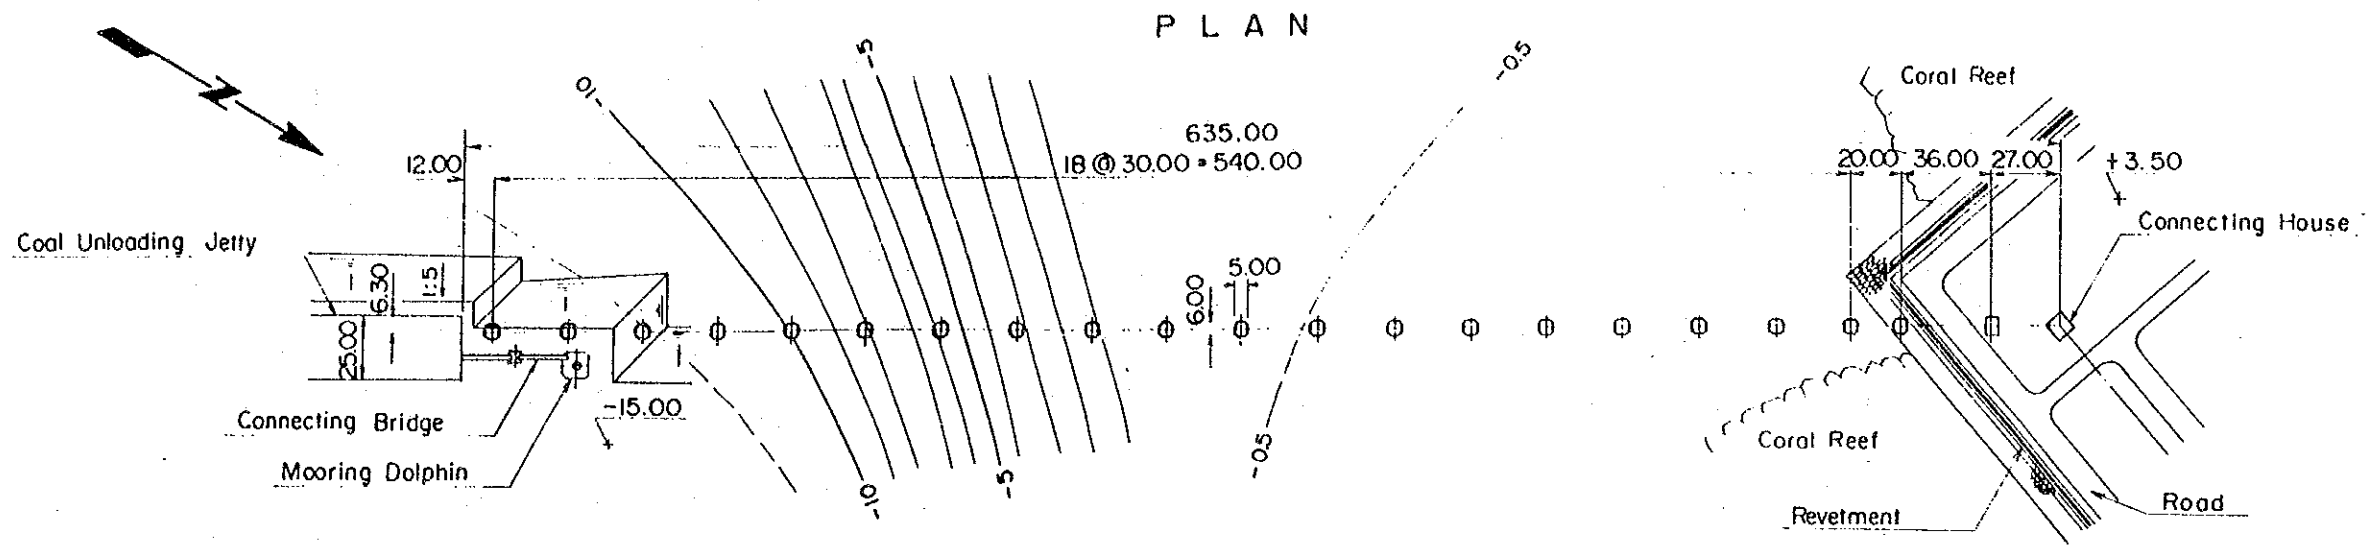 PLAN
N
-10
-5
-0.5
Coral Reef
635.00
12.00
18 @ 30.00 = 540.00
20.00
36.00
27.00
+3.50
Connecting House
Coal Unloading Jetty
6.30
1:5
25.00
6.00
5.00
-15.00
Connecting Bridge
Mooring Dolphin
-10
-5
-0.5
Coral Reef
Revetment
Road